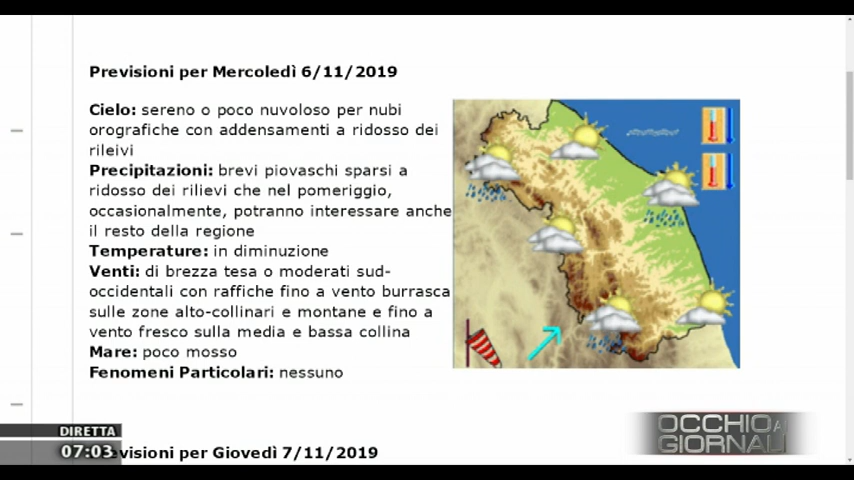 Previsioni per Mercoledì 6/11/2019
Cielo: sereno o poco nuvoloso per nubi
orografiche con addensamenti a ridosso dei
rileivi
Precipitazioni: brevi piovaschi sparsi a
ridosso dei rilievi che nel pomeriggio,
occasionalmente, potranno interessare anche
il resto della regione
Temperature: in diminuzione
Venti: di brezza tesa o moderati sud-
occidentali con raffiche fino a vento burrasca
sulle zone alto-collinari e montane e fino a
vento fresco sulla media e bassa collina
Mare: poco mosso
Fenomeni Particolari: nessuno
DIRETTA
07:03
evisioni per Giovedì 7/11/2019
OCCHIO AI
GIORNALI